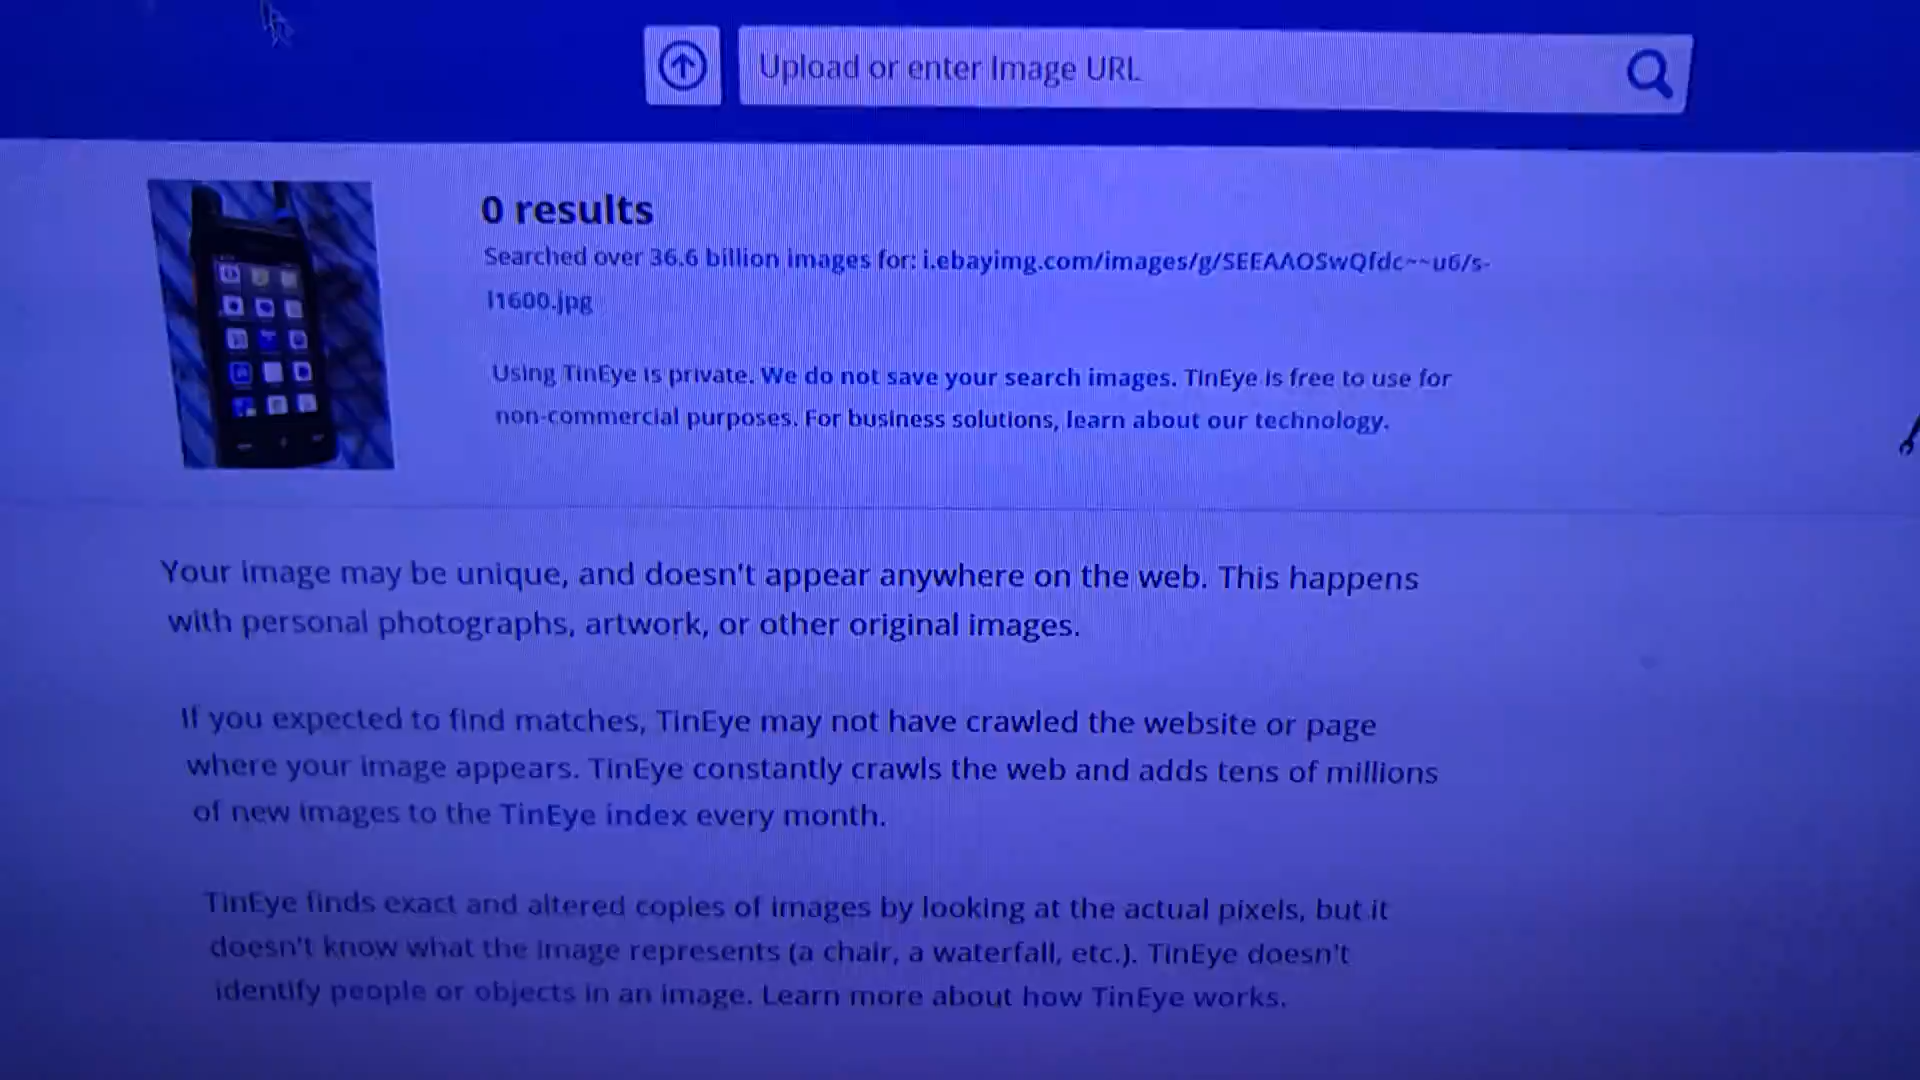 Upload or enter Image URL
0 results
Searched over 36.6 billion images for: i.ebayimg.com/images/g/SEEAAOSwQfdc~~u6/s-
l1600.jpg
Using TinEye is private. We do not save your search images. TinEye is free to use for
non-commercial purposes. For business solutions, learn about our technology.
Your image may be unique, and doesn't appear anywhere on the web. This happens
with personal photographs, artwork, or other original images.
If you expected to find matches, TinEye may not have crawled the website or page
where your image appears. TinEye constantly crawls the web and adds tens of millions
of new images to the TinEye index every month.
TinEye finds exact and altered copies of images by looking at the actual pixels, but it
doesn't know what the image represents (a chair, a waterfall, etc.). TinEye doesn't
identify people or objects in an image. Learn more about how TinEye works.